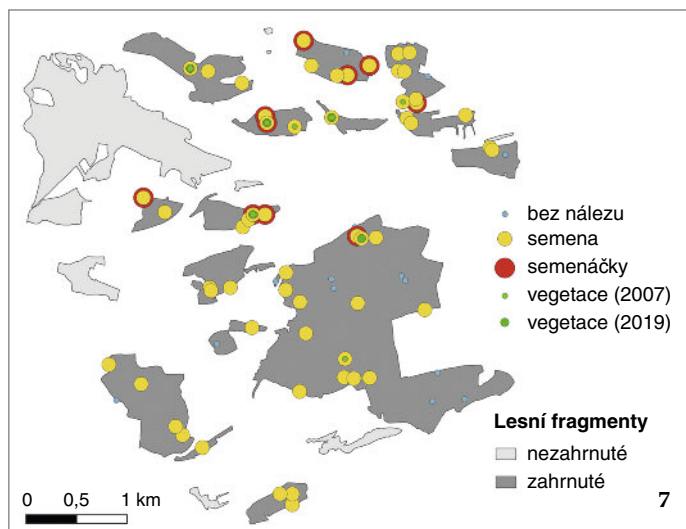 bez nálezu
semena
semenáčky
vegetace (2007)
vegetace (2019)
Lesní fragmenty
nezahrnuté
zahrnuté
0 0,5 1 km
7